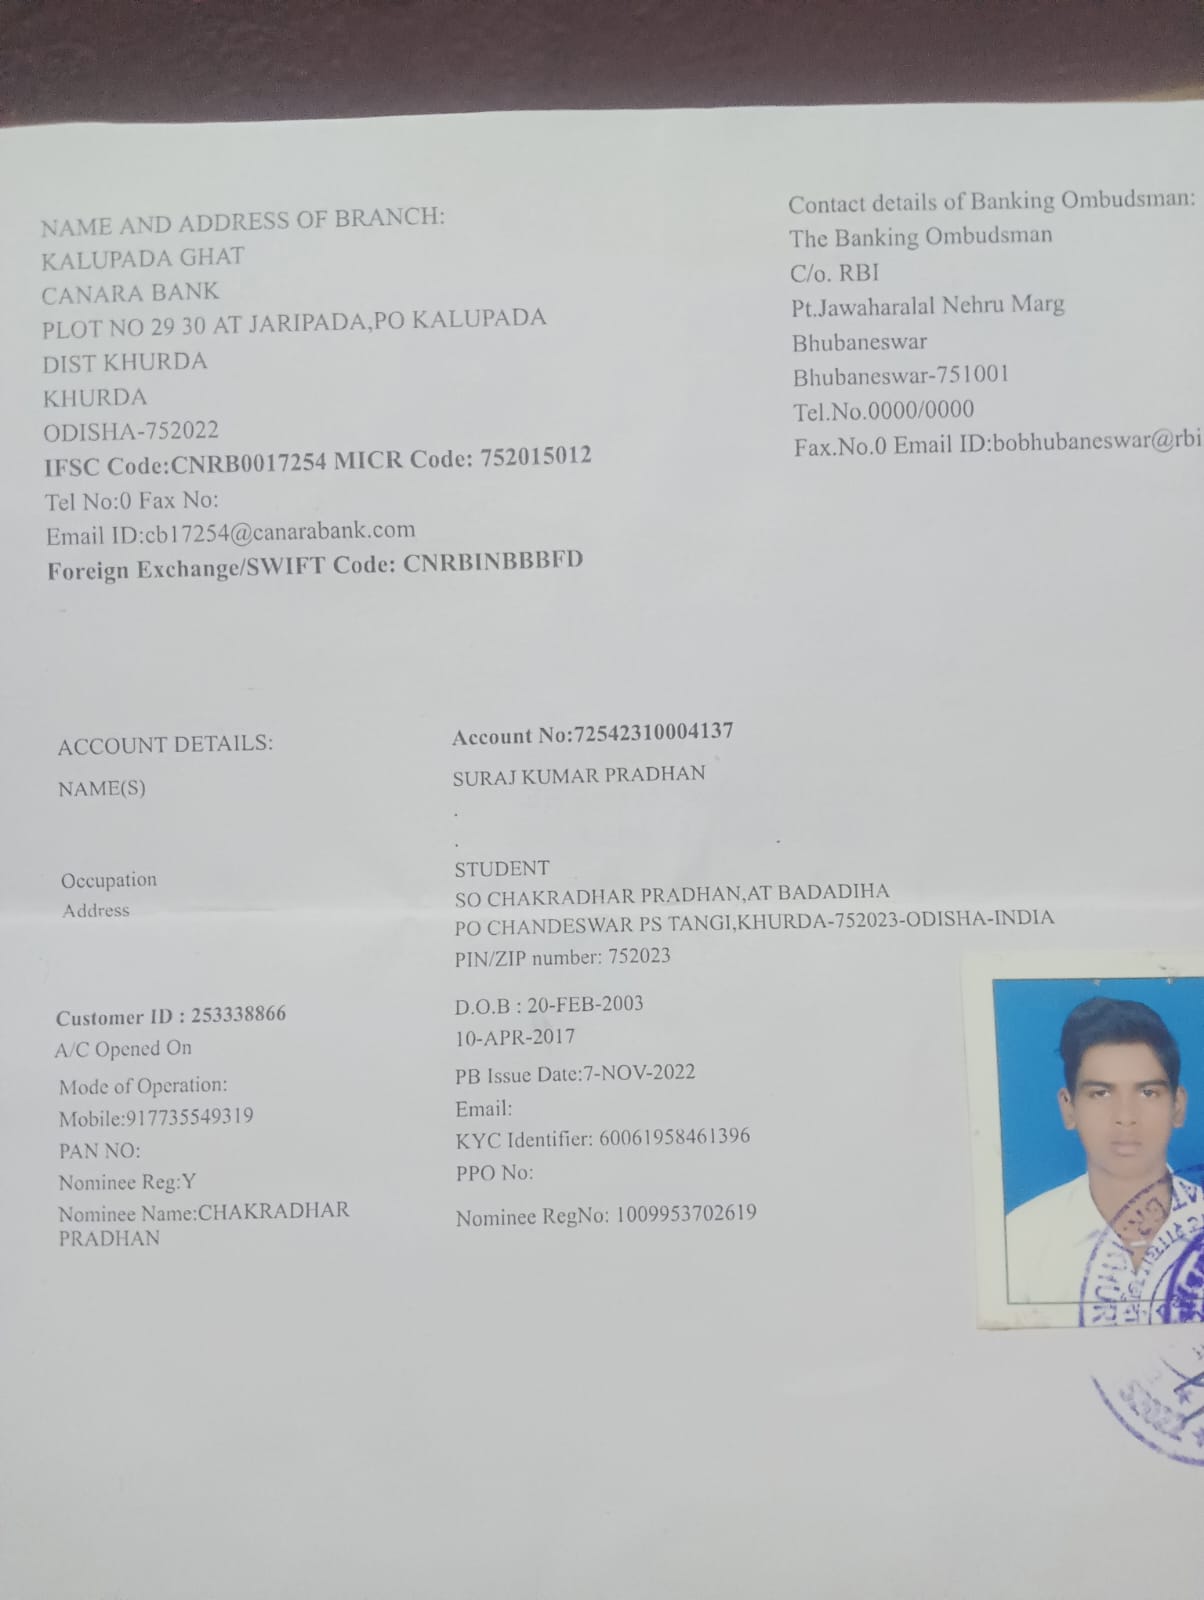 NAME AND ADDRESS OF BRANCH:
KALUPADA GHAT
CANARA BANK
PLOT NO 29 30 AT JARIPADA,PO KALUPADA
DIST KHURDA
KHURDA
ODISHA-752022
IFSC Code:CNRB0017254 MICR Code: 752015012
Tel No:0 Fax No:
Email ID:cb17254@canarabank.com
Foreign Exchange/SWIFT Code: CNRBINBBBFD
Contact details of Banking Ombudsman:
The Banking Ombudsman
C/o. RBI
Pt.Jawaharalal Nehru Marg
Bhubaneswar
Bhubaneswar-751001
Tel.No.0000/0000
Fax.No.0 Email ID:bobhubaneswar@rbi
ACCOUNT DETAILS: Account No:72542310004137
NAME(S) SURAJ KUMAR PRADHAN
.
.
Occupation STUDENT
Address SO CHAKRADHAR PRADHAN,AT BADADIHA
PO CHANDESWAR PS TANGI,KHURDA-752023-ODISHA-INDIA
PIN/ZIP number: 752023
Customer ID : 253338866 D.O.B : 20-FEB-2003
A/C Opened On 10-APR-2017
Mode of Operation: PB Issue Date:7-NOV-2022
Mobile:917735549319 Email:
PAN NO: KYC Identifier: 60061958461396
Nominee Reg:Y PPO No:
Nominee Name:CHAKRADHAR Nominee RegNo: 1009953702619
PRADHAN